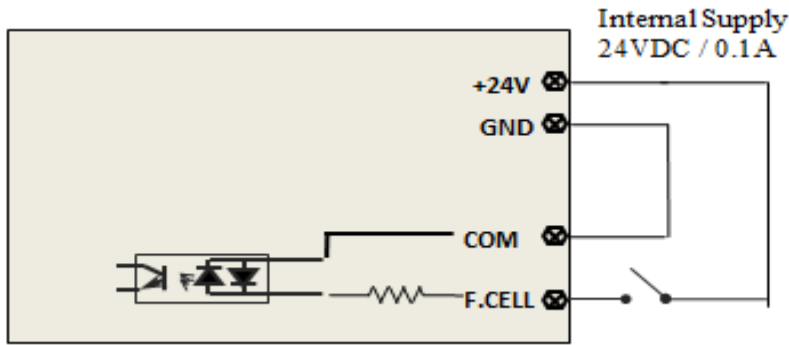 Internal Supply
24VDC / 0.1A
+24V
GND
COM
F.CELL